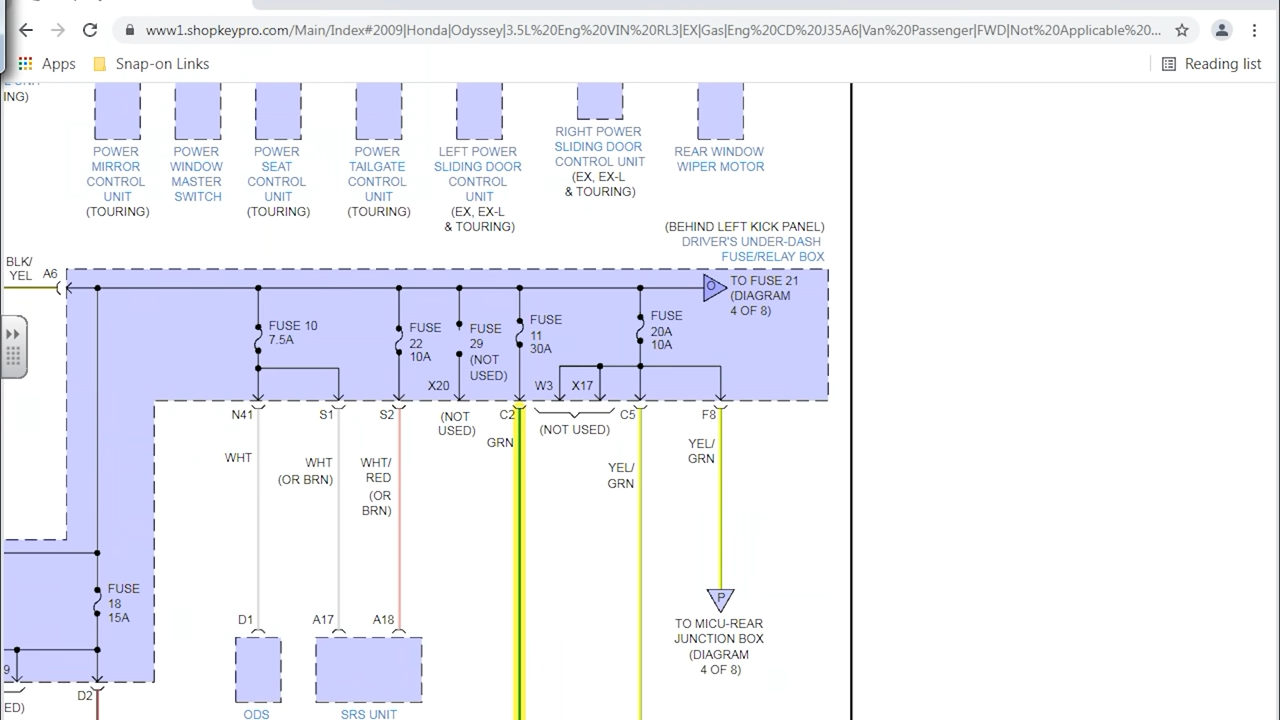 www1.shopkeypro.com/Main/Index#2009|Honda|Odyssey|3.5L%20Eng%20VIN%20RL3|EX|Gas|Eng%20CD%20J35A6|Van%20Passenger|FWD|Not%20Applicable%20...
Apps
Snap-on Links
Reading list
ING)
POWER
MIRROR
CONTROL
UNIT
(TOURING)
POWER
WINDOW
MASTER
SWITCH
POWER
SEAT
CONTROL
UNIT
(TOURING)
POWER
TAILGATE
CONTROL
UNIT
(TOURING)
LEFT POWER
SLIDING DOOR
CONTROL
UNIT
(EX, EX-L
& TOURING)
RIGHT POWER
SLIDING DOOR
CONTROL UNIT
(EX, EX-L
& TOURING)
REAR WINDOW
WIPER MOTOR
(BEHIND LEFT KICK PANEL)
DRIVER'S UNDER-DASH
FUSE/RELAY BOX
BLK/
YEL
A6
O
TO FUSE 21
(DIAGRAM
4 OF 8)
FUSE 10
7.5A
FUSE
22
10A
FUSE
29
(NOT
USED)
FUSE
11
30A
FUSE
20A
10A
X20
W3
X17
N41
S1
S2
(NOT
USED)
C2
(NOT USED)
C5
F8
WHT
WHT
(OR BRN)
WHT/
RED
(OR
BRN)
GRN
YEL/
GRN
YEL/
GRN
FUSE
18
15A
D1
A17
A18
P
TO MICU-REAR
JUNCTION BOX
(DIAGRAM
4 OF 8)
9
D2
ED)
ODS
SRS UNIT